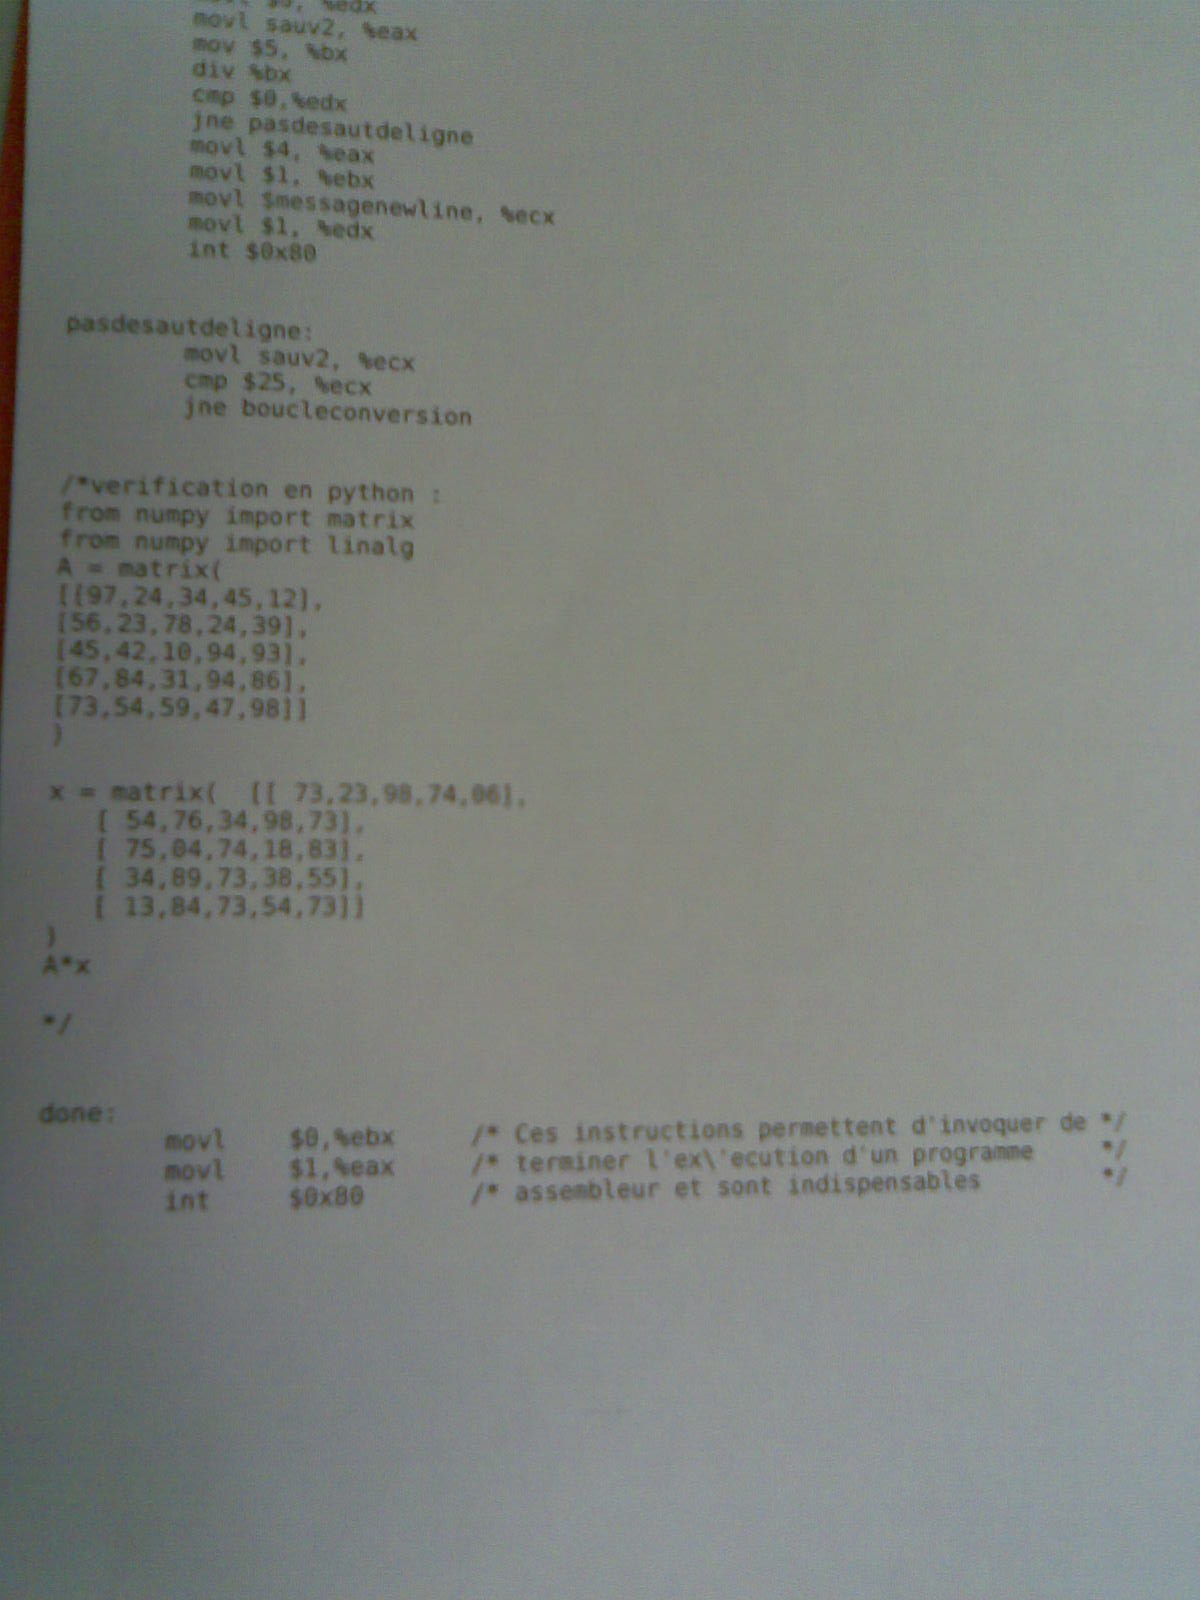 movl $0, %edx
movl sauv2, %eax
mov $5, %bx
div %bx
cmp $0,%edx
jne pasdesautdeligne
movl $4, %eax
movl $1, %ebx
movl $messagenewline, %ecx
movl $1, %edx
int $0x80
pasdesautdeligne:
movl sauv2, %ecx
cmp $25, %ecx
jne boucleconversion
/*verification en python :
from numpy import matrix
from numpy import linalg
A = matrix(
[[97,24,34,45,12],
[56,23,78,24,39],
[45,42,10,94,93],
[67,84,31,94,86],
[73,54,59,47,98]]
)
x = matrix(  [[ 73,23,98,74,06],
[ 54,76,34,98,73],
[ 75,04,74,18,83],
[ 34,89,73,38,55],
[ 13,84,73,54,73]]
)
A*x
*/
done:
movl $0,%ebx /* Ces instructions permettent d'invoquer de */
movl $1,%eax /* terminer l'ex\'ecution d'un programme */
int $0x80 /* assembleur et sont indispensables */